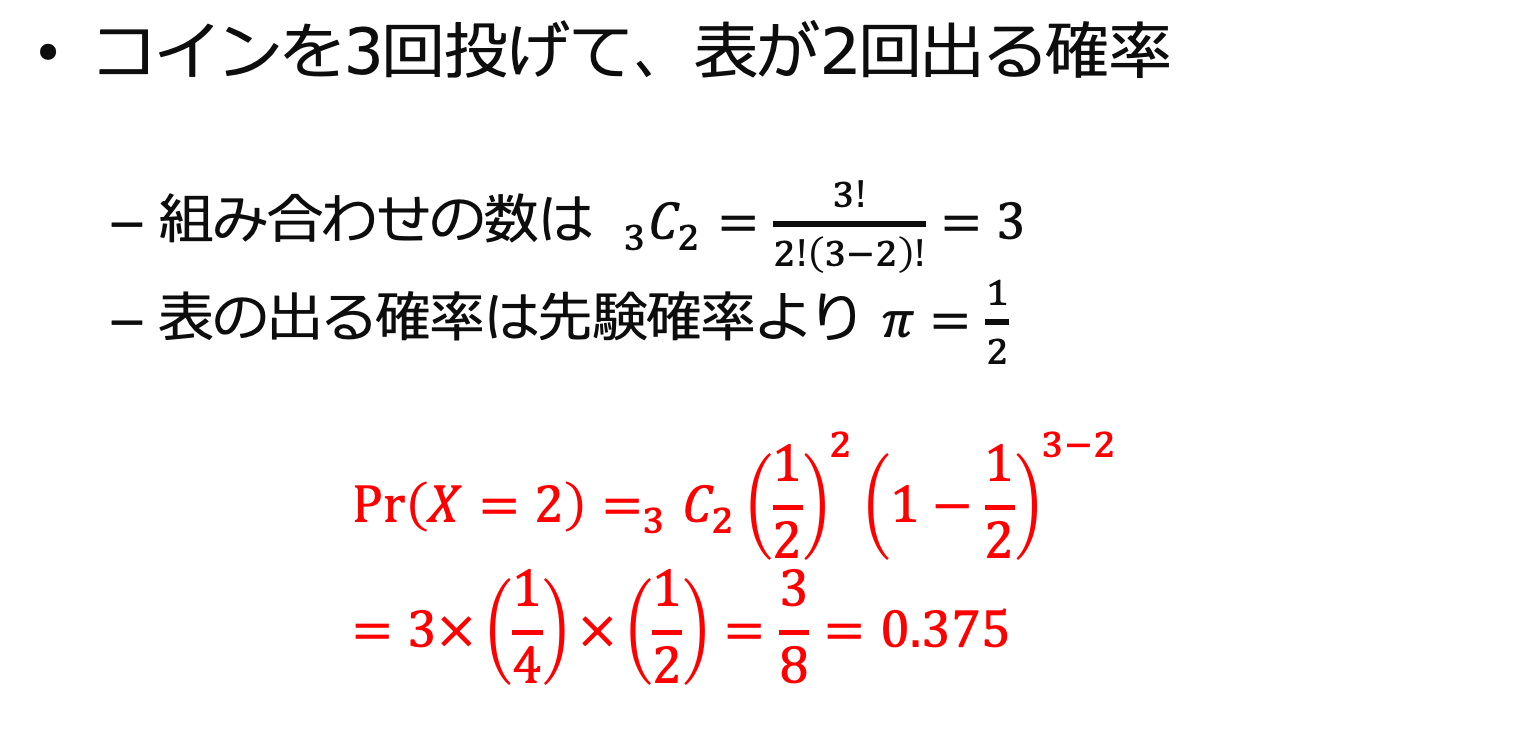 • コインを3回投げて、表が2回出る確率
– 組み合わせの数は ₃C₂ = 3!/2!(3−2)! = 3
– 表の出る確率は先験確率より π = 1/2
Pr(X = 2) =₃ C₂ (1/2)² (1 − 1/2)³⁻²
= 3×(1/4)×(1/2) = 3/8 = 0.375